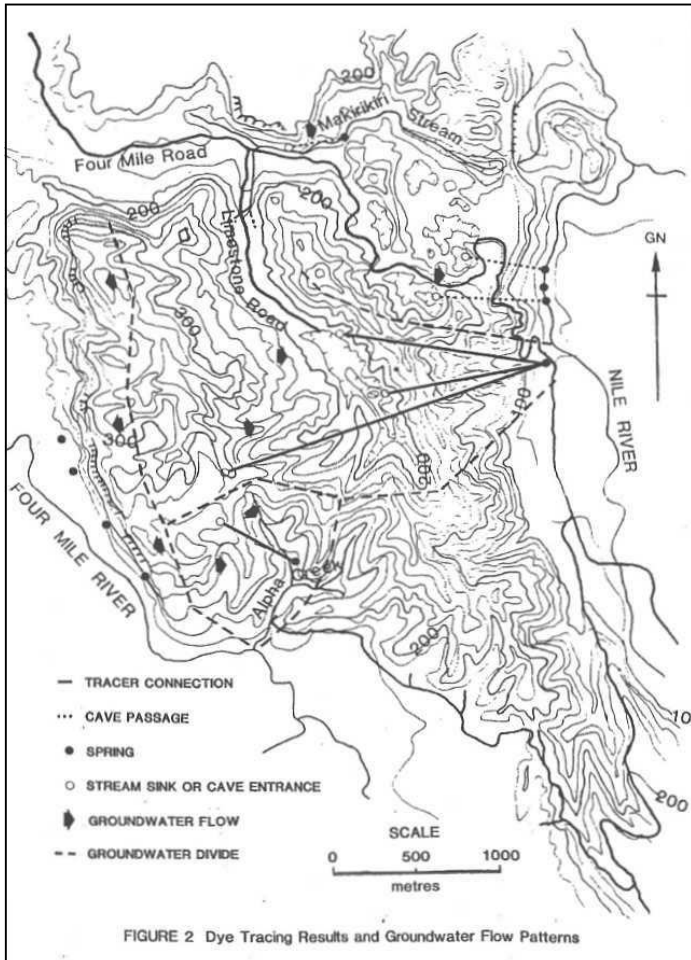 200
Makirikiri
Stream
Four Mile Road
200
200
Limestone Road
GN
300
300
100
NILE RIVER
200
FOUR MILE RIVER
Alpha Creek
200
10
200
TRACER CONNECTION
CAVE PASSAGE
SPRING
STREAM SINK OR CAVE ENTRANCE
GROUNDWATER FLOW
GROUNDWATER DIVIDE
SCALE
0 500 1000
metres
FIGURE 2 Dye Tracing Results and Groundwater Flow Patterns